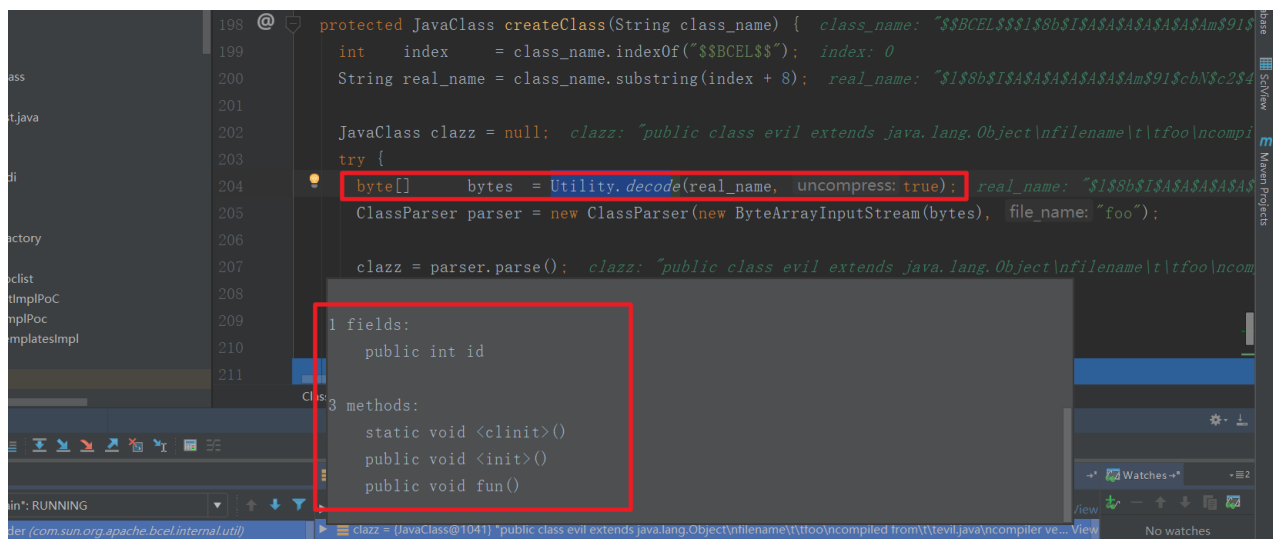 198 @ protected JavaClass createClass(String class_name) { class_name: "$$BCEL$$$l$8b$I$A$A$A$A$A$A$Am$91$
199 int index = class_name.indexOf("$$BCEL$$"); index: 0
200 String real_name = class_name.substring(index + 8); real_name: "$l$8b$I$A$A$A$A$A$A$Am$91$cbN$c2$4
201
202 JavaClass clazz = null; clazz: "public class evil extends java.lang.Object\nfilename\t\tfoo\ncompi
203 try {
204 byte[] bytes = Utility.decode(real_name, uncompress: true); real_name: "$l$8b$I$A$A$A$A$A$
205 ClassParser parser = new ClassParser(new ByteArrayInputStream(bytes), file_name: "foo");
206
207 clazz = parser.parse(); clazz: "public class evil extends java.lang.Object\nfilename\t\tfoo\ncom
208
209
210
211
ass
t.java
di
actory
oclist
tImplPoC
mplPoc
emplatesImpl
1 fields:
public int id
3 methods:
static void <clinit>()
public void <init>()
public void fun()
Clas
abase
SciView
Maven Projects
Watches
2
in": RUNNING
View
No watches
der (com.sun.org.apache.bcel.internal.util)
clazz = {JavaClass@1041} "public class evil extends java.lang.Object\nfilename\t\tfoo\ncompiled from\t\tevil.java\ncompiler ve... View